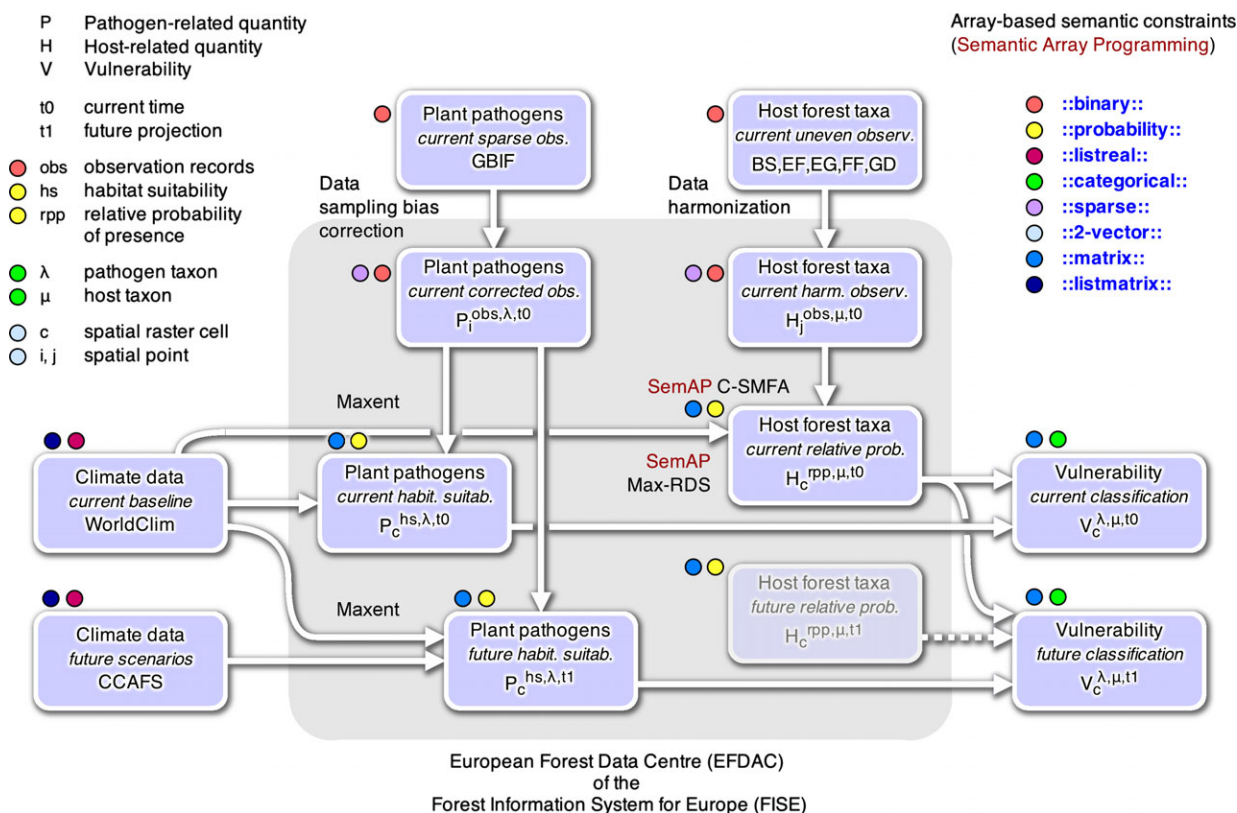 P Pathogen-related quantity
H Host-related quantity
V Vulnerability
t0 current time
t1 future projection
obs observation records
hs habitat suitability
rpp relative probability
of presence
λ pathogen taxon
μ host taxon
c spatial raster cell
i, j spatial point
Array-based semantic constraints
(Semantic Array Programming)
::binary::
::probability::
::listreal::
::categorical::
::sparse::
::2-vector::
::matrix::
::listmatrix::
Plant pathogens
current sparse obs.
GBIF
Host forest taxa
current uneven observ.
BS,EF,EG,FF,GD
Data
sampling bias
correction
Data
harmonization
Plant pathogens
current corrected obs.
P_i^obs,λ,t0
Host forest taxa
current harm. observ.
H_j^obs,μ,t0
Maxent
SemAP C-SMFA
SemAP
Max-RDS
Climate data
current baseline
WorldClim
Plant pathogens
current habit. suitab.
P_c^hs,λ,t0
Host forest taxa
current relative prob.
H_c^rpp,μ,t0
Vulnerability
current classification
V_c^λ,μ,t0
Maxent
Climate data
future scenarios
CCAFS
Plant pathogens
future habit. suitab.
P_c^hs,λ,t1
Host forest taxa
future relative prob.
H_c^rpp,μ,t1
Vulnerability
future classification
V_c^λ,μ,t1
European Forest Data Centre (EFDAC)
of the
Forest Information System for Europe (FISE)